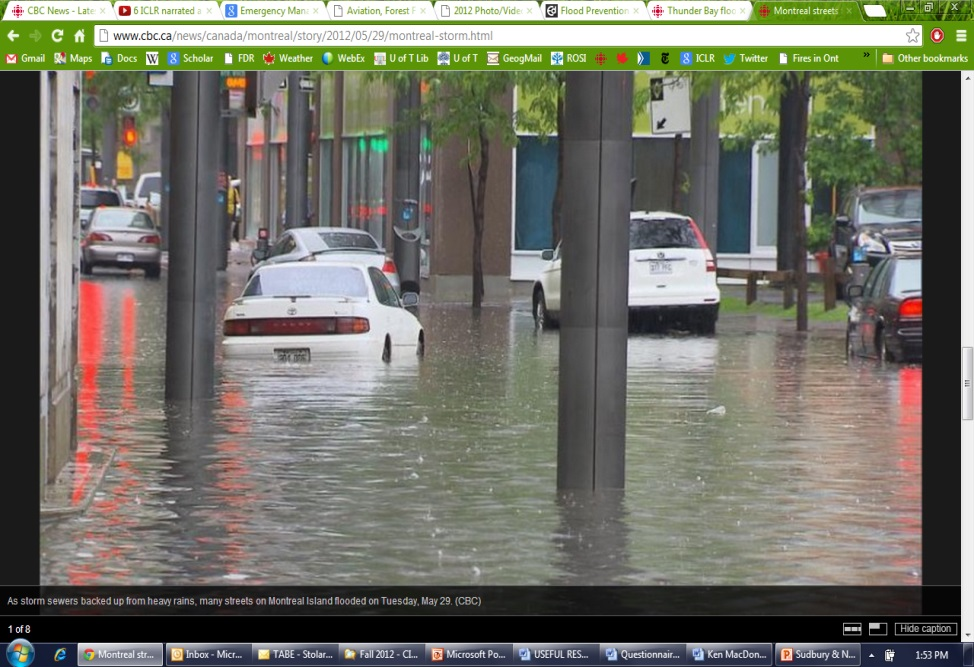 CBC News - Late
6 ICLR narrated a
Emergency Mana
Aviation, Forest F
2012 Photo/Video
Flood Prevention
Thunder Bay floo
Montreal streets
www.cbc.ca/news/canada/montreal/story/2012/05/29/montreal-storm.html
Gmail Maps Docs W Scholar FDR Weather WebEx U of T Lib U of T GeogMail ROSI ICLR Twitter Fires in Ont » Other bookmarks
As storm sewers backed up from heavy rains, many streets on Montreal Island flooded on Tuesday, May 29. (CBC)
1 of 8
Hide caption
Montreal str...
Inbox - Micr...
TABE - Stolar...
Fall 2012 - CI...
Microsoft Po...
USEFUL RES...
Questionnair...
Ken MacDon...
Sudbury & N...
1:53 PM